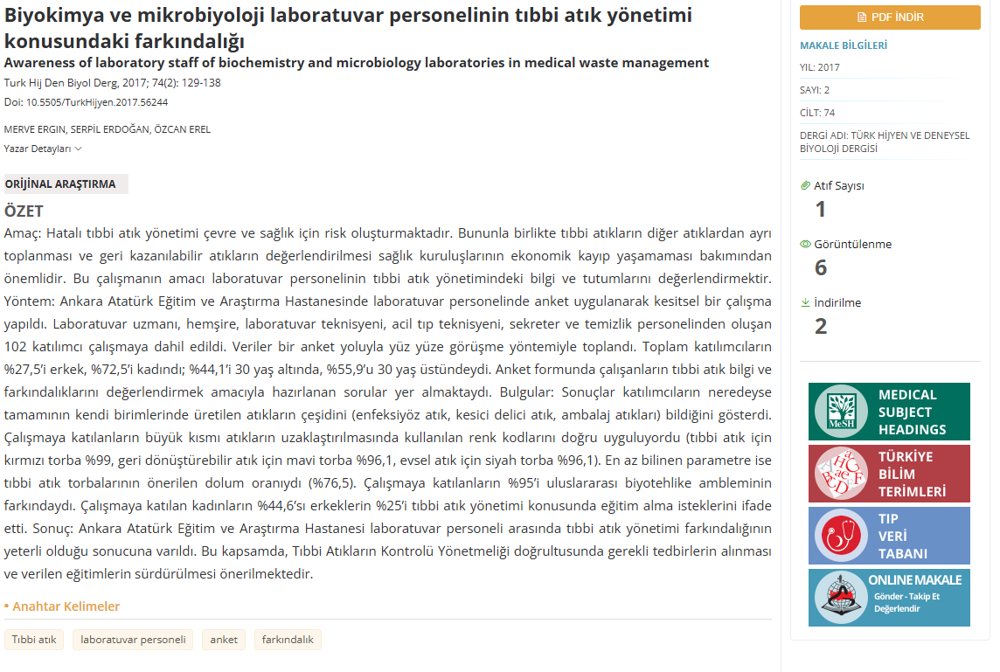 Biyokimya ve mikrobiyoloji laboratuvar personelinin tıbbi atık yönetimi
konusundaki farkındalığı
Awareness of laboratory staff of biochemistry and microbiology laboratories in medical waste management
Turk Hij Den Biyol Derg, 2017; 74(2): 129-138
Doi: 10.5505/TurkHijyen.2017.56244
MERVE ERGIN, SERPİL ERDOĞAN, ÖZCAN EREL
Yazar Detayları
ORİJİNAL ARAŞTIRMA
ÖZET
Amaç: Hatalı tıbbi atık yönetimi çevre ve sağlık için risk oluşturmaktadır. Bununla birlikte tıbbi atıkların diğer atıklardan ayrı
toplanması ve geri kazanılabilir atıkların değerlendirilmesi sağlık kuruluşlarının ekonomik kayıp yaşamaması bakımından
önemlidir. Bu çalışmanın amacı laboratuvar personelinin tıbbi atık yönetimindeki bilgi ve tutumlarını değerlendirmektir.
Yöntem: Ankara Atatürk Eğitim ve Araştırma Hastanesinde laboratuvar personelinde anket uygulanarak kesitsel bir çalışma
yapıldı. Laboratuvar uzmanı, hemşire, laboratuvar teknisyeni, acil tıp teknisyeni, sekreter ve temizlik personelinden oluşan
102 katılımcı çalışmaya dahil edildi. Veriler bir anket yoluyla yüz yüze görüşme yöntemiyle toplandı. Toplam katılımcıların
%27,5’i erkek, %72,5’i kadındı; %44,1’i 30 yaş altında, %55,9’u 30 yaş üstündeydi. Anket formunda çalışanların tıbbi atık bilgi ve
farkındalıklarını değerlendirmek amacıyla hazırlanan sorular yer almaktaydı. Bulgular: Sonuçlar katılımcıların neredeyse
tamamının kendi birimlerinde üretilen atıkların çeşidini (enfeksiyöz atık, kesici delici atık, ambalaj atıkları) bildiğini gösterdi.
Çalışmaya katılanların büyük kısmı atıkların uzaklaştırılmasında kullanılan renk kodlarını doğru uyguluyordu (tıbbi atık için
kırmızı torba %99, geri dönüştürebilir atık için mavi torba %96,1, evsel atık için siyah torba %96,1). En az bilinen parametre ise
tıbbi atık torbalarının önerilen dolum oranıydı (%76,5). Çalışmaya katılanların %95’i uluslararası biyotehlike ambleminin
farkındaydı. Çalışmaya katılan kadınların %44,6’sı erkeklerin %25’i tıbbi atık yönetimi konusunda eğitim alma isteklerini ifade
etti. Sonuç: Ankara Atatürk Eğitim ve Araştırma Hastanesi laboratuvar personeli arasında tıbbi atık yönetimi farkındalığının
yeterli olduğu sonucuna varıldı. Bu kapsamda, Tıbbi Atıkların Kontrolü Yönetmeliği doğrultusunda gerekli tedbirlerin alınması
ve verilen eğitimlerin sürdürülmesi önerilmektedir.
• Anahtar Kelimeler
Tıbbi atık
laboratuvar personeli
anket
farkındalık
PDF İNDİR
MAKALE BİLGİLERİ
YIL: 2017
SAYI: 2
CİLT: 74
DERGİ ADI: TÜRK HİJYEN VE DENEYSEL
BİYOLOJİ DERGİSİ
Atıf Sayısı
1
Görüntülenme
6
İndirilme
2
MeSH
MEDICAL
SUBJECT
HEADINGS
TÜRKİYE
BİLİM
TERİMLERİ
TIP
VERİ
TABANI
ONLINE MAKALE
Gönder - Takip Et
Değerlendir